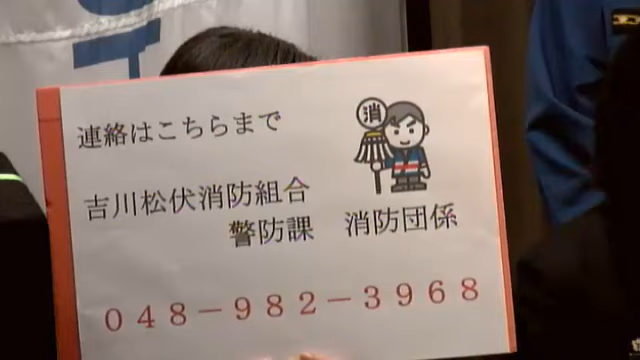 連絡はこちらまで
消
吉川松伏消防組合
警防課 消防団係
048-982-3968